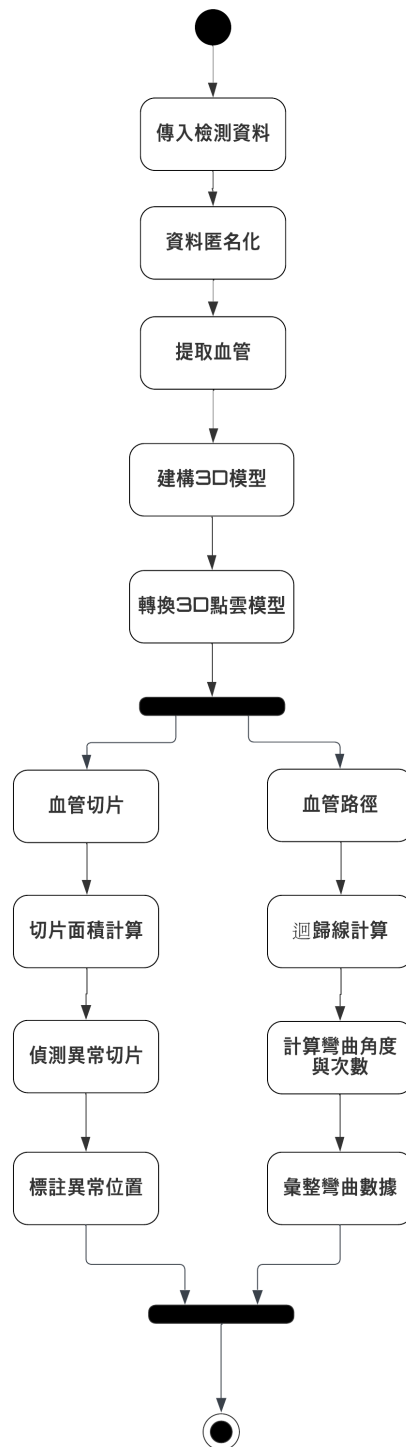 傳入檢測資料
資料匿名化
提取血管
建構3D模型
轉換3D點雲模型
血管切片
血管路徑
切片面積計算
迴歸線計算
偵測異常切片
計算彎曲角度
與次數
標註異常位置
彙整彎曲數據